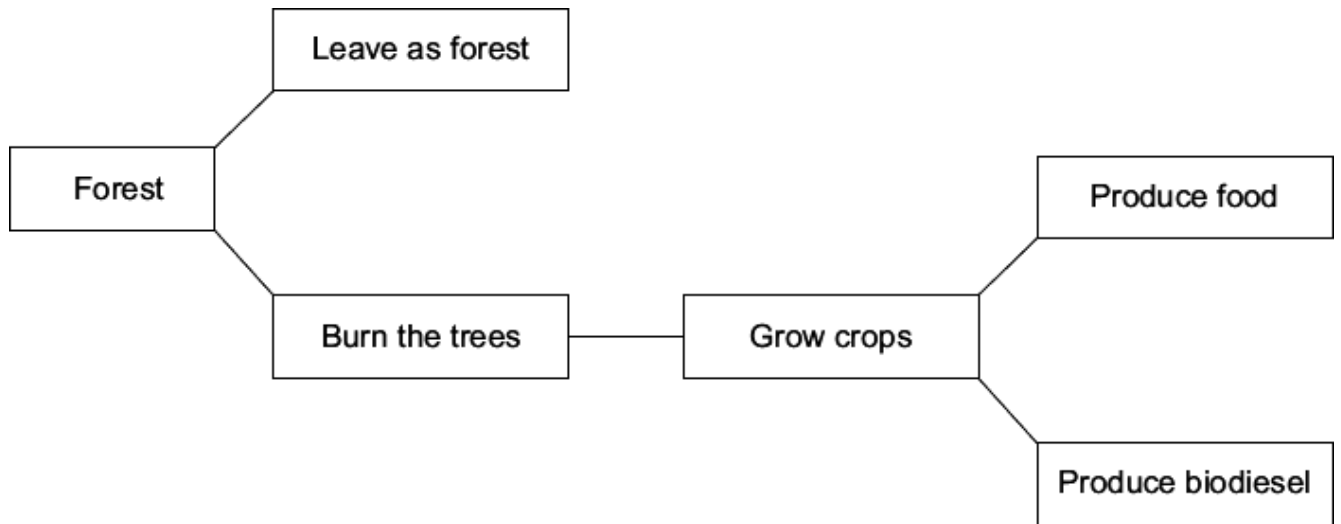 Leave as forest
Forest
Produce food
Burn the trees
Grow crops
Produce biodiesel